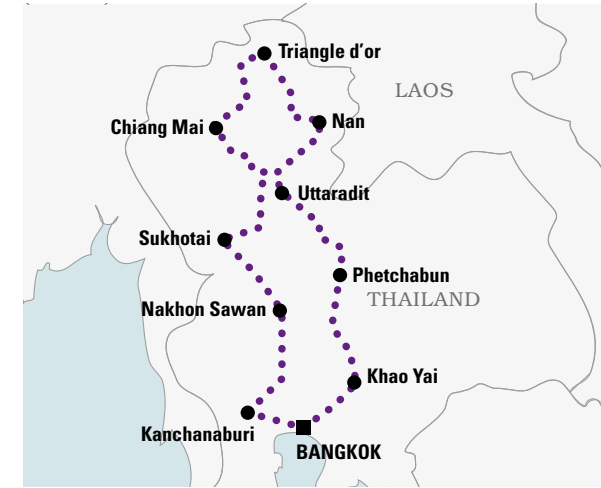 Triangle d'or
LAOS
Chiang Mai
Nan
Uttaradit
Sukhotai
Phetchabun
THAILAND
Nakhon Sawan
Khao Yai
Kanchanaburi
BANGKOK